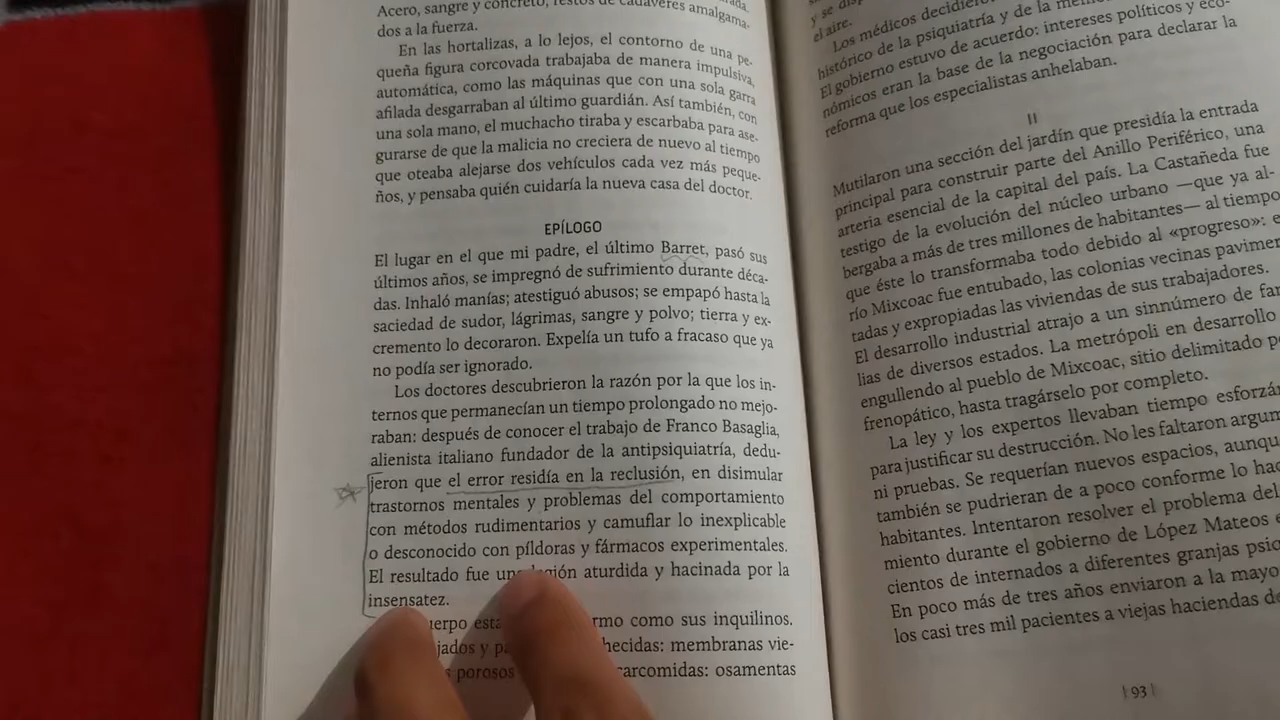 Acero, sangre y concreto, restos de cadáveres amalgama-
dos a la fuerza.
En las hortalizas, a lo lejos, el contorno de una pe-
queña figura corcovada trabajaba de manera impulsiva,
automática, como las máquinas que con una sola garra
afilada desgarraban al último guardián. Así también, con
una sola mano, el muchacho tiraba y escarbaba para ase-
gurarse de que la malicia no creciera de nuevo al tiempo
que oteaba alejarse dos vehículos cada vez más peque-
ños, y pensaba quién cuidaría la nueva casa del doctor.
EPÍLOGO
El lugar en el que mi padre, el último Barret, pasó sus
últimos años, se impregnó de sufrimiento durante déca-
das. Inhaló manías; atestiguó abusos; se empapó hasta la
saciedad de sudor, lágrimas, sangre y polvo; tierra y ex-
cremento lo decoraron. Expelía un tufo a fracaso que ya
no podía ser ignorado.
Los doctores descubrieron la razón por la que los in-
ternos que permanecían un tiempo prolongado no mejo-
raban: después de conocer el trabajo de Franco Basaglia,
alienista italiano fundador de la antipsiquiatría, dedu-
jeron que el error residía en la reclusión, en disimular
trastornos mentales y problemas del comportamiento
con métodos rudimentarios y camuflar lo inexplicable
o desconocido con píldoras y fármacos experimentales.
El resultado fue una legión aturdida y hacinada por la
insensatez.
como sus inquilinos.
membranas vie-
porosos osamentas
el aire.
Los médicos decidieron
histórico de la psiquiatría y de la
El gobierno estuvo de acuerdo: intereses políticos y eco-
nómicos eran la base de la negociación para declarar la
reforma que los especialistas anhelaban.
II
Mutilaron una sección del jardín que presidía la entrada
principal para construir parte del Anillo Periférico, una
arteria esencial de la capital del país. La Castañeda fue
testigo de la evolución del núcleo urbano —que ya al-
bergaba a más de tres millones de habitantes— al tiempo
que éste lo transformaba todo debido al «progreso»: e
río Mixcoac fue entubado, las colonias vecinas pavimen
tadas y expropiadas las viviendas de sus trabajadores.
El desarrollo industrial atrajo a un sinnúmero de fam
lias de diversos estados. La metrópoli en desarrollo
engullendo al pueblo de Mixcoac, sitio delimitado p
frenopático, hasta tragárselo por completo.
La ley y los expertos llevaban tiempo esforzán
para justificar su destrucción. No les faltaron argum
ni pruebas. Se requerían nuevos espacios, aunqu
también se pudrieran de a poco conforme lo hac
habitantes. Intentaron resolver el problema del
miento durante el gobierno de López Mateos
cientos de internados a diferentes granjas psiq
En poco más de tres años enviaron a la mayo
los casi tres mil pacientes a viejas haciendas de
93